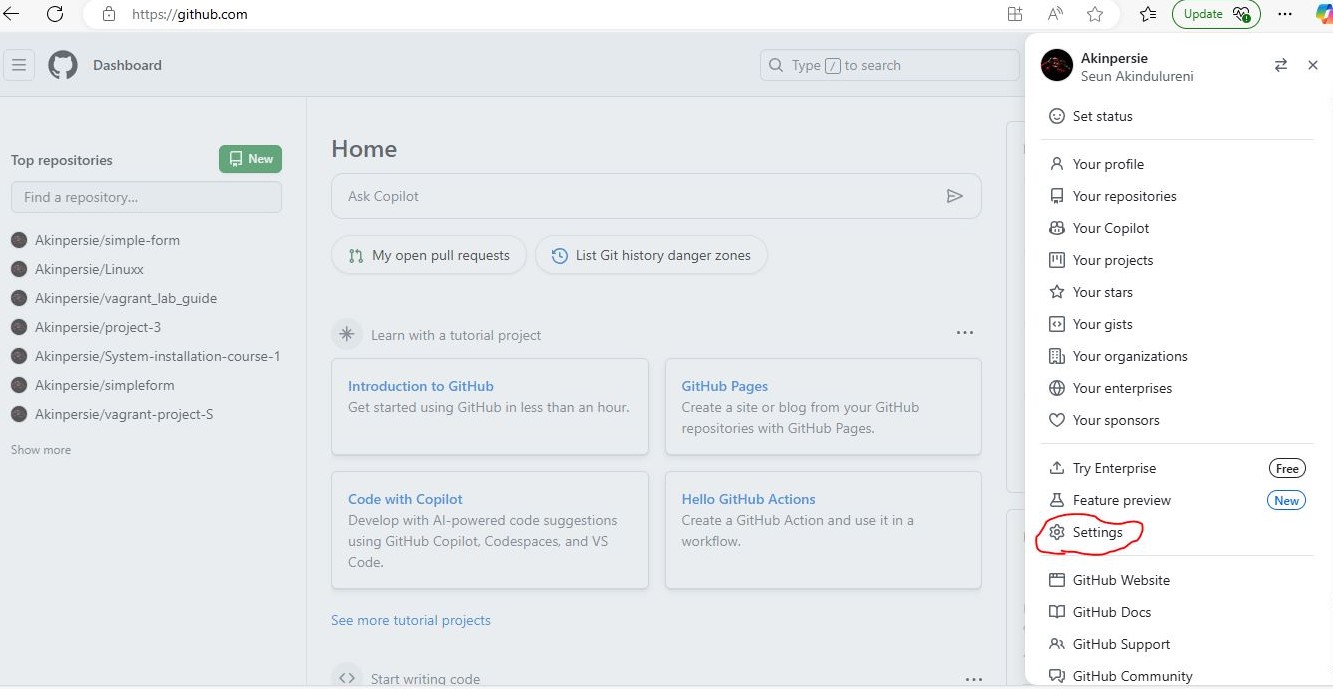 https://github.com
Update
Dashboard
Type / to search
Top repositories
New
Find a repository...
Akinpersie/simple-form
Akinpersie/Linuxx
Akinpersie/vagrant_lab_guide
Akinpersie/project-3
Akinpersie/System-installation-course-1
Akinpersie/simpleform
Akinpersie/vagrant-project-S
Show more
Home
Ask Copilot
My open pull requests
List Git history danger zones
Learn with a tutorial project
Introduction to GitHub
Get started using GitHub in less than an hour.
GitHub Pages
Create a site or blog from your GitHub
repositories with GitHub Pages.
Code with Copilot
Develop with AI-powered code suggestions
using GitHub Copilot, Codespaces, and VS
Code.
Hello GitHub Actions
Create a GitHub Action and use it in a
workflow.
See more tutorial projects
Start writing code
Akinpersie
Seun Akindulureni
Set status
Your profile
Your repositories
Your Copilot
Your projects
Your stars
Your gists
Your organizations
Your enterprises
Your sponsors
Try Enterprise
Free
Feature preview
New
Settings
GitHub Website
GitHub Docs
GitHub Support
GitHub Community